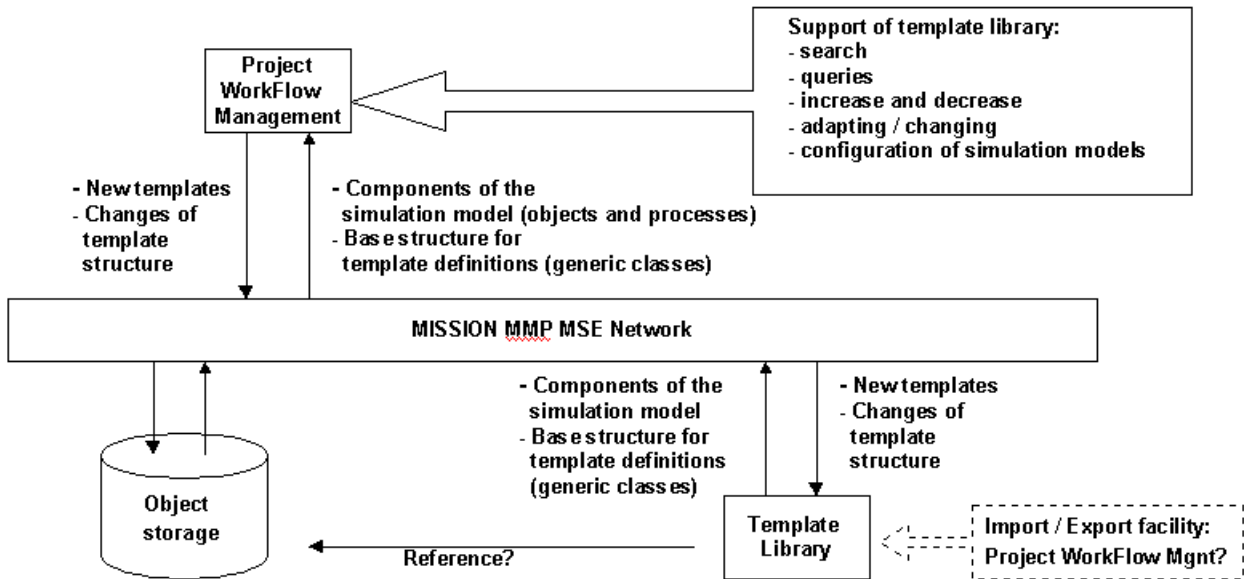 Project
WorkFlow
Management
Support of template library:
- search
- queries
- increase and decrease
- adapting / changing
- configuration of simulation models
- New templates
- Changes of
template
structure
- Components of the
simulation model (objects and processes)
- Base structure for
template definitions (generic classes)
MISSION MMP MSE Network
- Components of the
simulation model
- Base structure for
template definitions
(generic classes)
- New templates
- Changes of
template
structure
Object
storage
Reference?
Template
Library
Import / Export facility:
Project WorkFlow Mgnt?